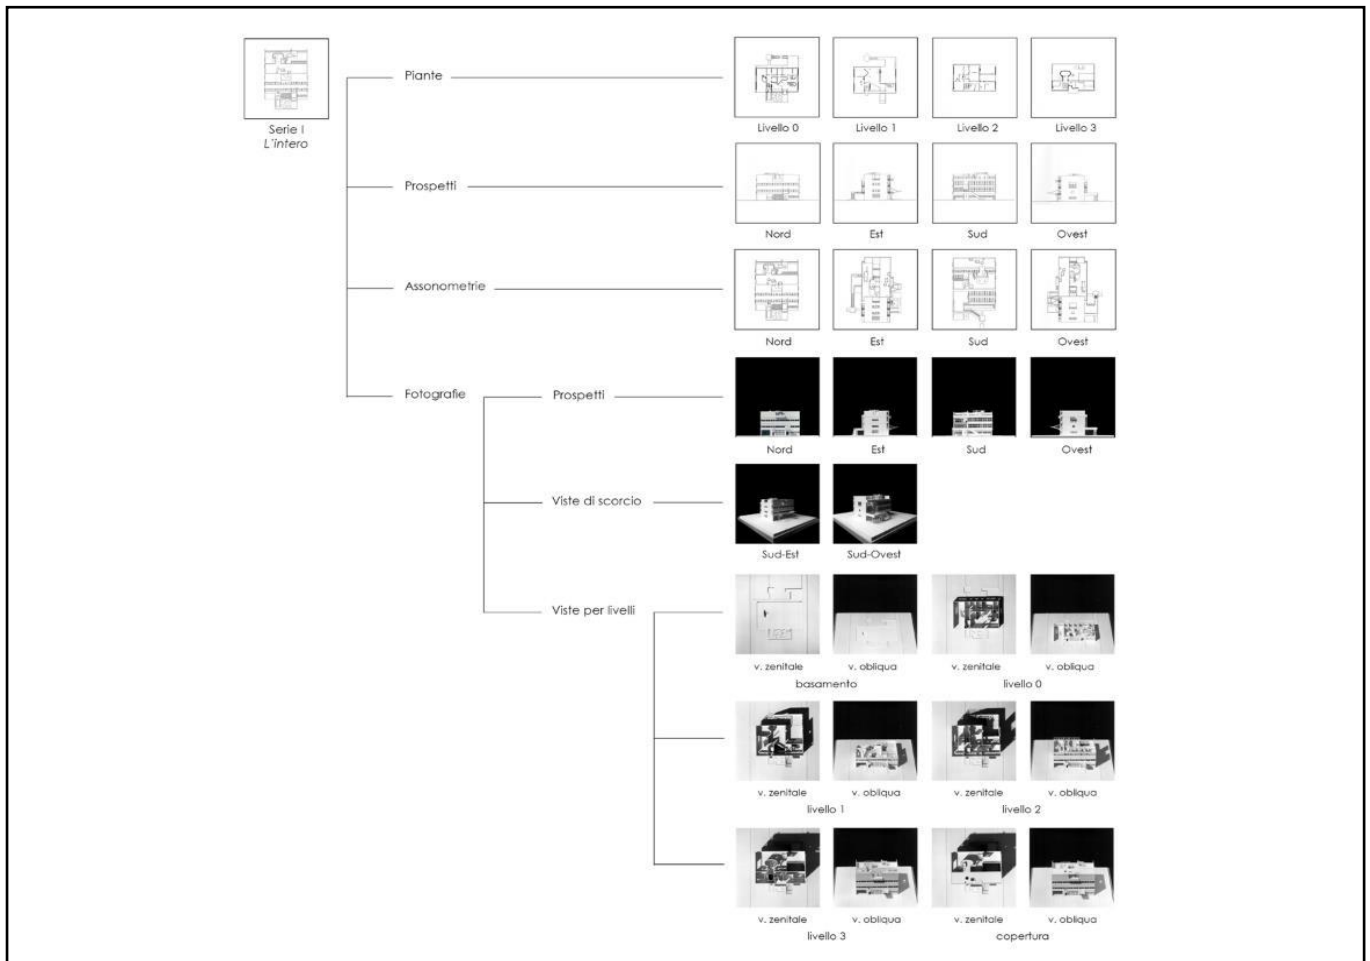 Serie I
L'intero
Piante
Livello 0 Livello 1 Livello 2 Livello 3
Prospetti
Nord Est Sud Ovest
Assonometrie
Nord Est Sud Ovest
Fotografie
Prospetti
Nord Est Sud Ovest
Viste di scorcio
Sud-Est Sud-Ovest
Viste per livelli
v. zenitale v. obliqua v. zenitale v. obliqua
basamento livello 0
v. zenitale v. obliqua v. zenitale v. obliqua
livello 1 livello 2
v. zenitale v. obliqua v. zenitale v. obliqua
livello 3 copertura